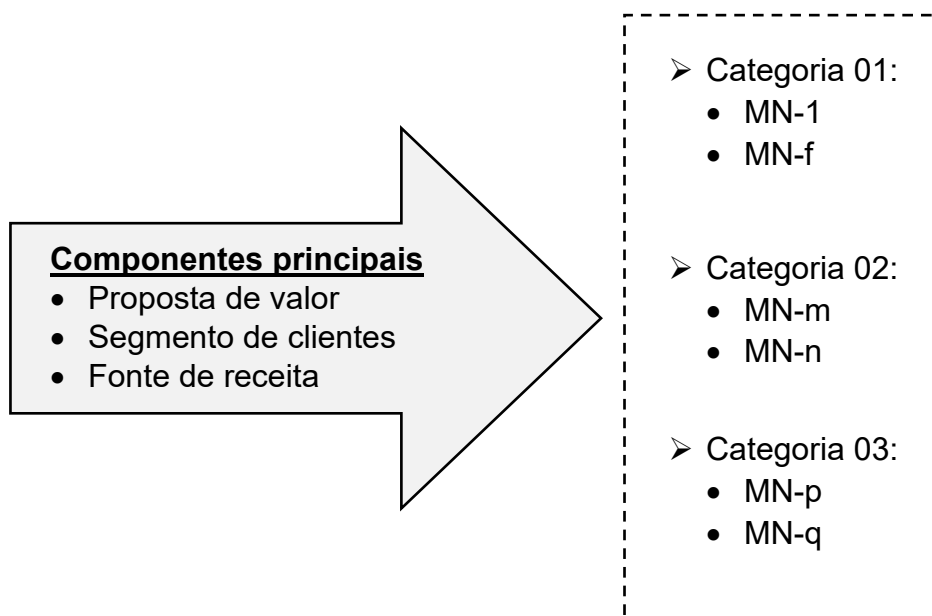 Componentes principais
• Proposta de valor
• Segmento de clientes
• Fonte de receita
➢ Categoria 01:
• MN-1
• MN-f
➢ Categoria 02:
• MN-m
• MN-n
➢ Categoria 03:
• MN-p
• MN-q